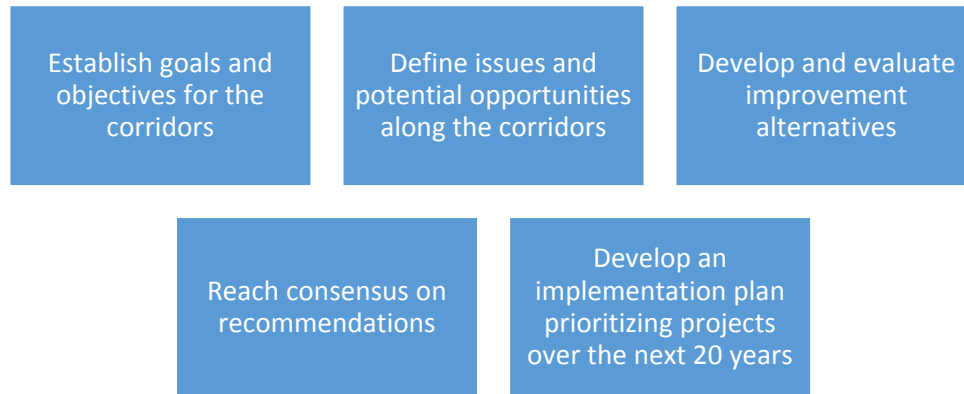 Establish goals and
objectives for the
corridors
Define issues and
potential opportunities
along the corridors
Develop and evaluate
improvement
alternatives
Reach consensus on
recommendations
Develop an
implementation plan
prioritizing projects
over the next 20 years